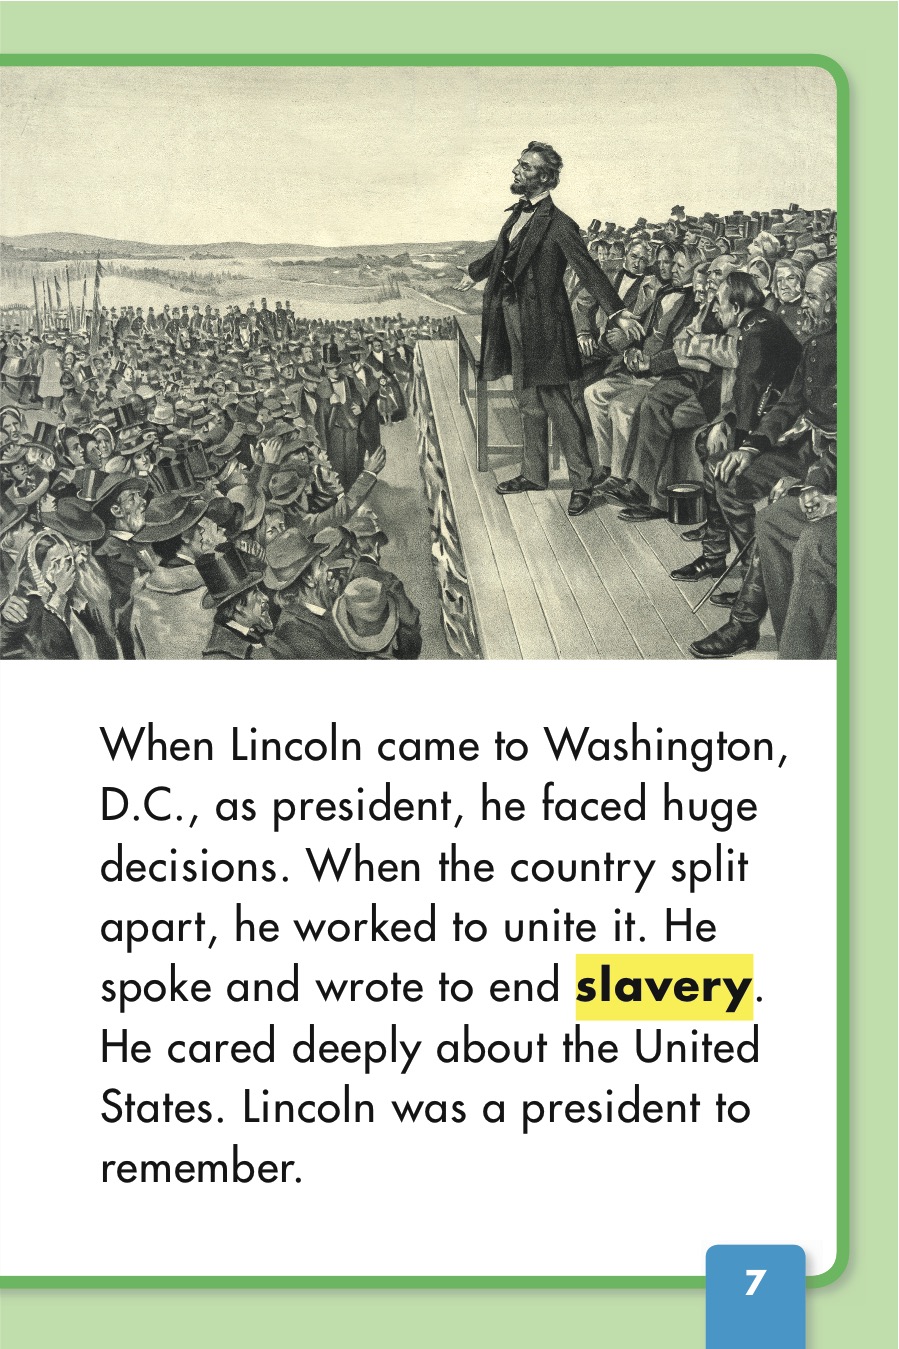 When Lincoln came to Washington,
D.C., as president, he faced huge
decisions. When the country split
apart, he worked to unite it. He
spoke and wrote to end slavery.
He cared deeply about the United
States. Lincoln was a president to
remember.
7